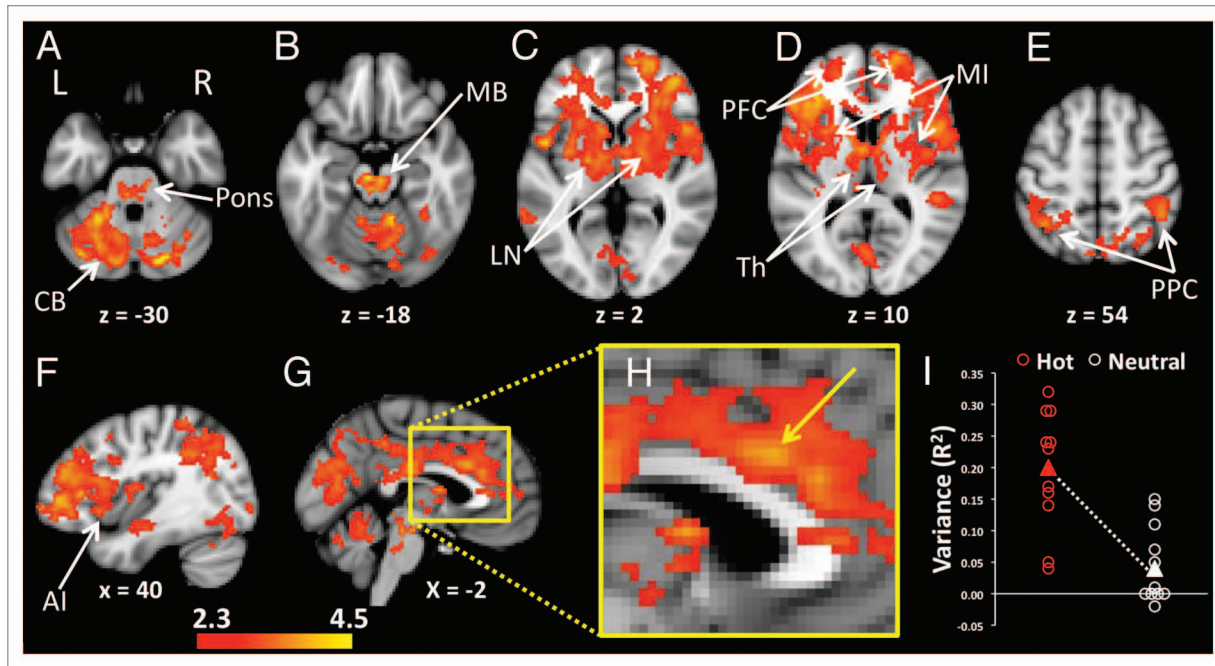 A B C D E
L R
MB
MI
PFC
Pons
CB
LN
Th
PPC
z = -30 z = -18 z = 2 z = 10 z = 54
F G H I
Hot Neutral
Variance (R²)
0.35
0.30
0.25
0.20
0.15
0.10
0.05
0.00
-0.05
AI
x = 40 X = -2
2.3 4.5